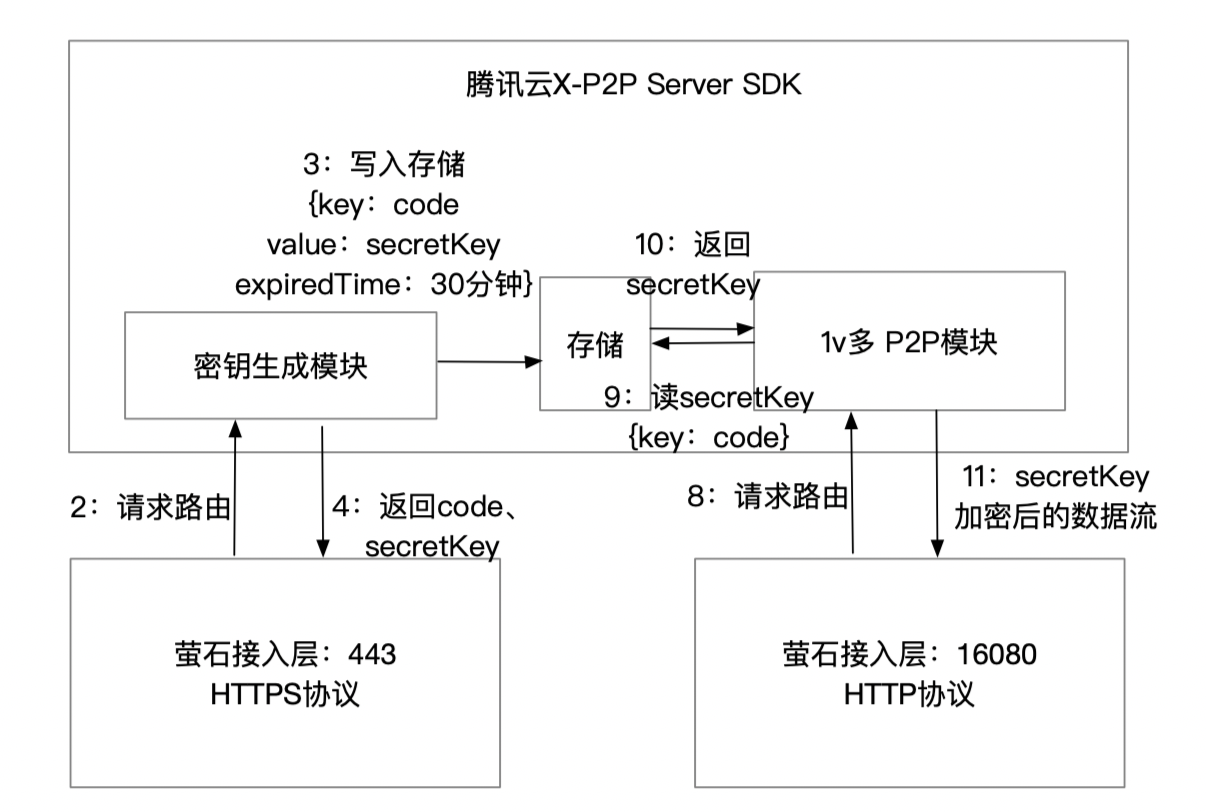 腾讯云X-P2P Server SDK
3：写入存储
{key：code
value：secretKey
expiredTime：30分钟}
10：返回
secretKey
密钥生成模块
存储
1v多 P2P模块
9：读secretKey
{key：code}
2：请求路由
4：返回code、
secretKey
8：请求路由
11：secretKey
加密后的数据流
萤石接入层：443
HTTPS协议
萤石接入层：16080
HTTP协议